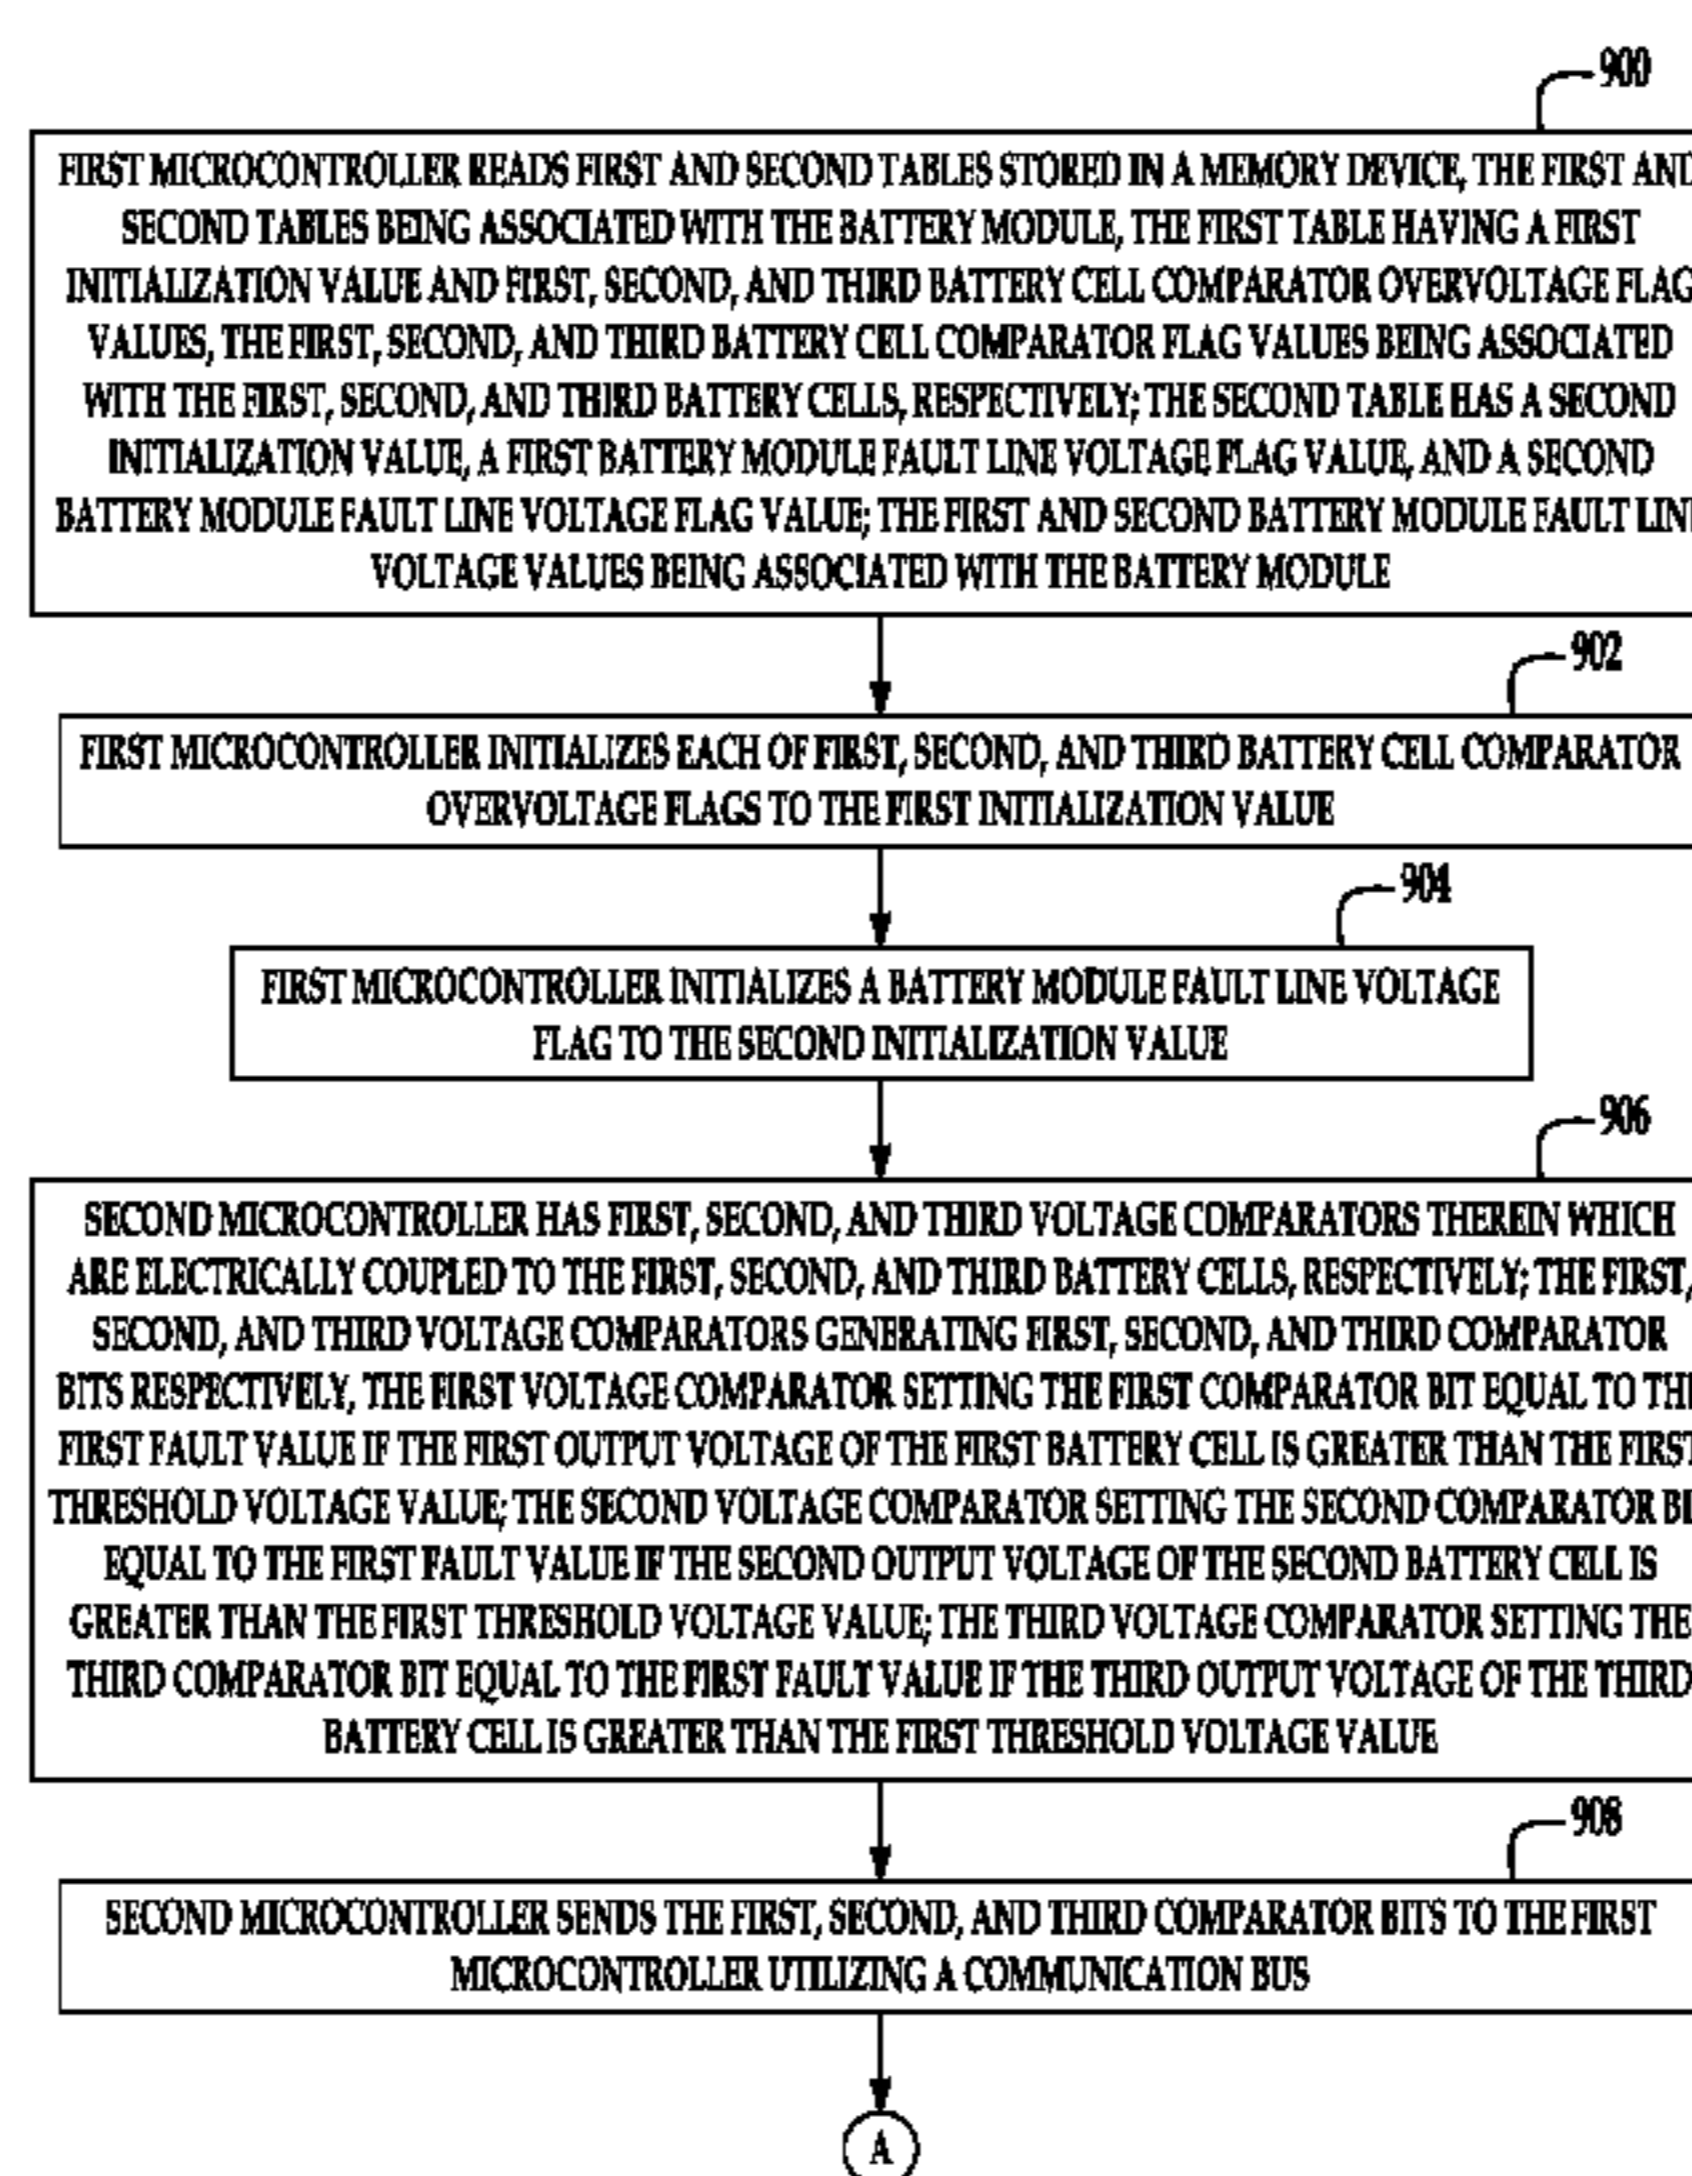 900
FIRST MICROCONTROLLER READS FIRST AND SECOND TABLES STORED IN A MEMORY DEVICE, THE FIRST AND
SECOND TABLES BEING ASSOCIATED WITH THE BATTERY MODULE, THE FIRST TABLE HAVING A FIRST
INITIALIZATION VALUE AND FIRST, SECOND, AND THIRD BATTERY CELL COMPARATOR OVERVOLTAGE FLAG
VALUES, THE FIRST, SECOND, AND THIRD BATTERY CELL COMPARATOR FLAG VALUES BEING ASSOCIATED
WITH THE FIRST, SECOND, AND THIRD BATTERY CELLS, RESPECTIVELY; THE SECOND TABLE HAS A SECOND
INITIALIZATION VALUE, A FIRST BATTERY MODULE FAULT LINE VOLTAGE FLAG VALUE, AND A SECOND
BATTERY MODULE FAULT LINE VOLTAGE FLAG VALUE; THE FIRST AND SECOND BATTERY MODULE FAULT LINE
VOLTAGE VALUES BEING ASSOCIATED WITH THE BATTERY MODULE
902
FIRST MICROCONTROLLER INITIALIZES EACH OF FIRST, SECOND, AND THIRD BATTERY CELL COMPARATOR
OVERVOLTAGE FLAGS TO THE FIRST INITIALIZATION VALUE
904
FIRST MICROCONTROLLER INITIALIZES A BATTERY MODULE FAULT LINE VOLTAGE
FLAG TO THE SECOND INITIALIZATION VALUE
906
SECOND MICROCONTROLLER HAS FIRST, SECOND, AND THIRD VOLTAGE COMPARATORS THEREIN WHICH
ARE ELECTRICALLY COUPLED TO THE FIRST, SECOND, AND THIRD BATTERY CELLS, RESPECTIVELY; THE FIRST,
SECOND, AND THIRD VOLTAGE COMPARATORS GENERATING FIRST, SECOND, AND THIRD COMPARATOR
BITS RESPECTIVELY, THE FIRST VOLTAGE COMPARATOR SETTING THE FIRST COMPARATOR BIT EQUAL TO THE
FIRST FAULT VALUE IF THE FIRST OUTPUT VOLTAGE OF THE FIRST BATTERY CELL IS GREATER THAN THE FIRST
THRESHOLD VOLTAGE VALUE; THE SECOND VOLTAGE COMPARATOR SETTING THE SECOND COMPARATOR BI
EQUAL TO THE FIRST FAULT VALUE IF THE SECOND OUTPUT VOLTAGE OF THE SECOND BATTERY CELL IS
GREATER THAN THE FIRST THRESHOLD VOLTAGE VALUE; THE THIRD VOLTAGE COMPARATOR SETTING THE
THIRD COMPARATOR BIT EQUAL TO THE FIRST FAULT VALUE IF THE THIRD OUTPUT VOLTAGE OF THE THIRD
BATTERY CELL IS GREATER THAN THE FIRST THRESHOLD VOLTAGE VALUE
908
SECOND MICROCONTROLLER SENDS THE FIRST, SECOND, AND THIRD COMPARATOR BITS TO THE FIRST
MICROCONTROLLER UTILIZING A COMMUNICATION BUS
A